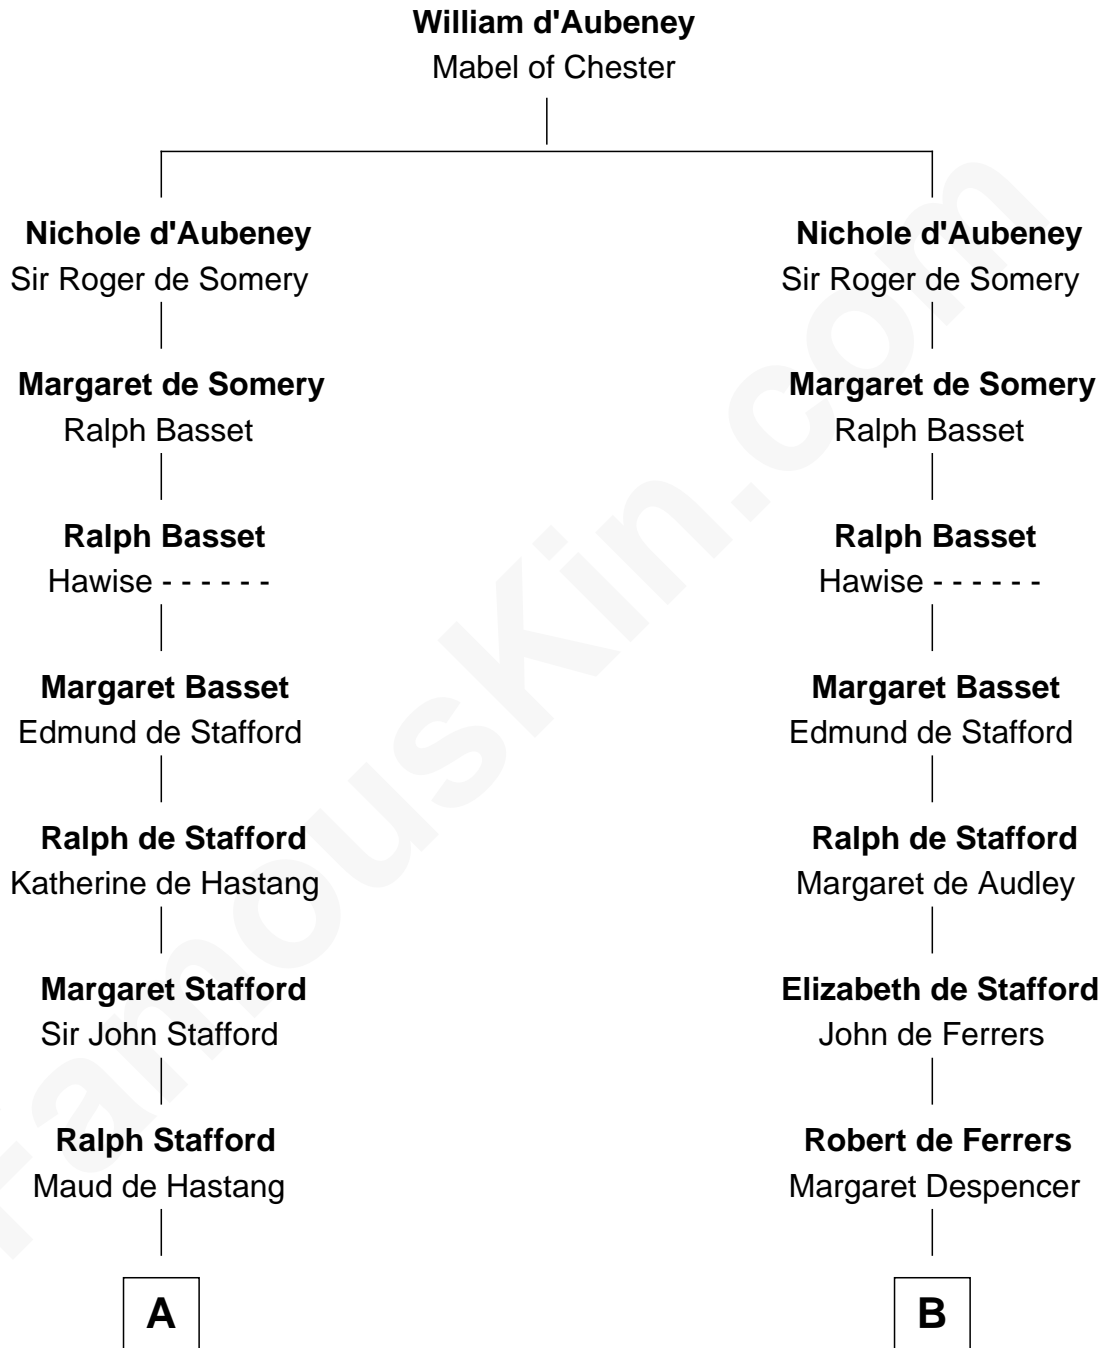 William d'Aubeney
Mabel of Chester
Nichole d'Aubeney
Sir Roger de Somery
Margaret de Somery
Ralph Basset
Ralph Basset
Hawise - - - - - -
Margaret Basset
Edmund de Stafford
Ralph de Stafford
Katherine de Hastang
Margaret Stafford
Sir John Stafford
Ralph Stafford
Maud de Hastang
A
Nichole d'Aubeney
Sir Roger de Somery
Margaret de Somery
Ralph Basset
Ralph Basset
Hawise - - - - - -
Margaret Basset
Edmund de Stafford
Ralph de Stafford
Margaret de Audley
Elizabeth de Stafford
John de Ferrers
Robert de Ferrers
Margaret Despencer
B
FamousKin.com